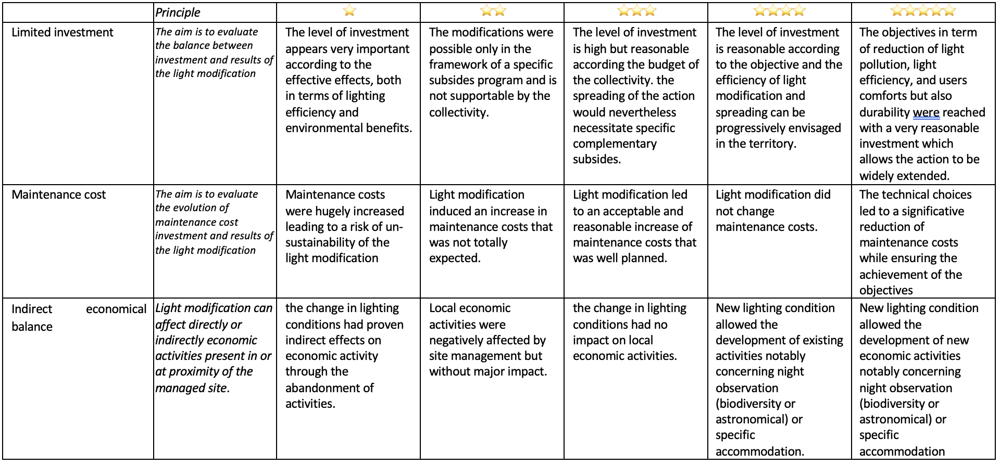 Principle
⭐
⭐⭐
⭐⭐⭐
⭐⭐⭐⭐
⭐⭐⭐⭐⭐
Limited investment
The aim is to evaluate
the balance between
investment and results of
the light modification
The level of investment
appears very important
according to the
effective effects, both
in terms of lighting
efficiency and
environmental benefits.
The modifications were
possible only in the
framework of a specific
subsides program and is
not supportable by the
collectivity.
The level of investment
is high but reasonable
according the budget of
the collectivity. the
spreading of the action
would nevertheless
necessitate specific
complementary
subsides.
The level of investment
is reasonable according
to the objective and the
efficiency of light
modification and
spreading can be
progressively envisaged
in the territory.
The objectives in term
of reduction of light
pollution, light
efficiency, and users
comforts but also
durability were reached
with a very reasonable
investment which
allows the action to be
widely extended.
Maintenance cost
The aim is to evaluate
the evolution of
maintenance cost
investment and results of
the light modification
Maintenance costs
were hugely increased
leading to a risk of un-
sustainability of the
light modification
Light modification
induced an increase in
maintenance costs that
was not totally
expected.
Light modification led
to an acceptable and
reasonable increase of
maintenance costs that
was well planned.
Light modification did
not change
maintenance costs.
The technical choices
led to a significative
reduction of
maintenance costs
while ensuring the
achievement of the
objectives
Indirect economical
balance
Light modification can
affect directly or
indirectly economic
activities present in or
at proximity of the
managed site.
the change in lighting
conditions had proven
indirect effects on
economic activity
through the
abandonment of
activities.
Local economic
activities were
negatively affected by
site management but
without major impact.
the change in lighting
conditions had no
impact on local
economic activities.
New lighting condition
allowed the
development of existing
activities notably
concerning night
observation
(biodiversity or
astronomical) or
specific
accommodation.
New lighting condition
allowed the
development of new
economic activities
notably concerning
night observation
(biodiversity or
astronomical) or
specific
accommodation